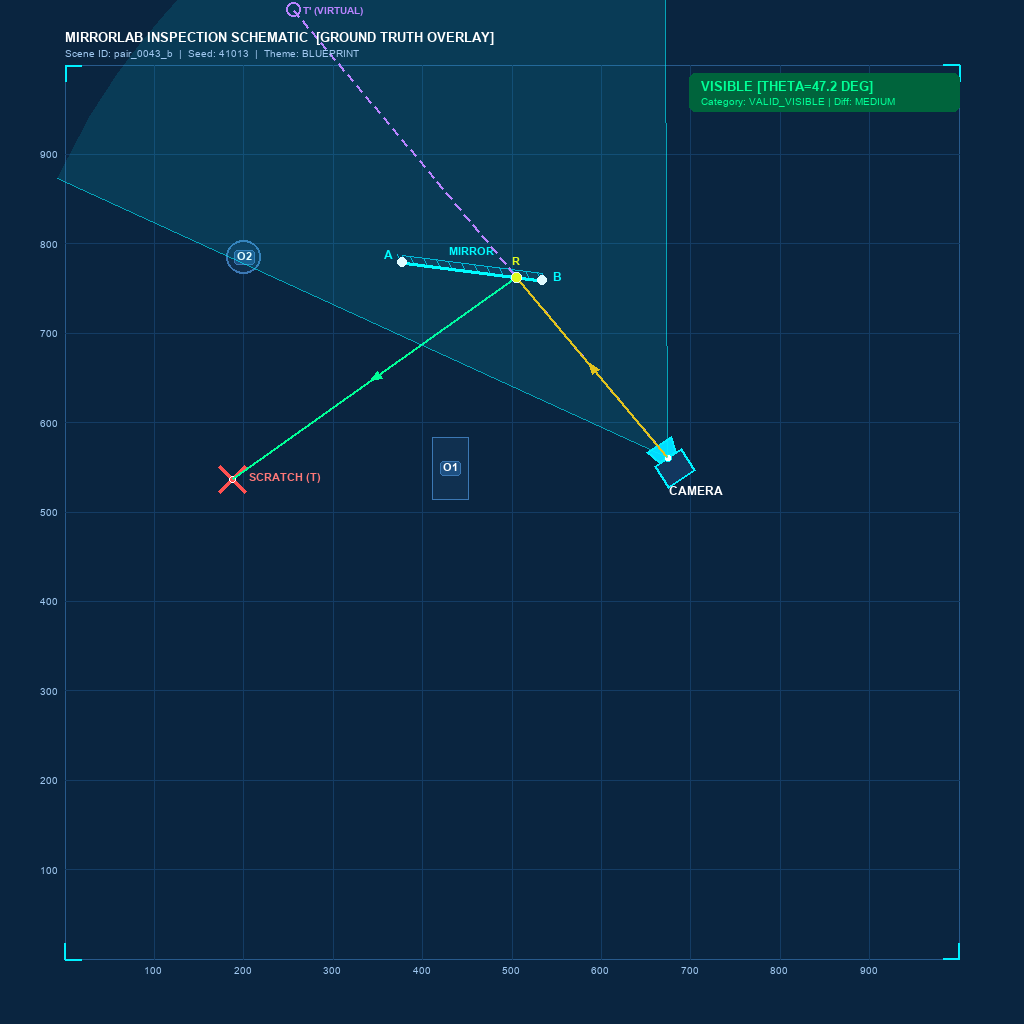 T' (VIRTUAL)
MIRRORLAB INSPECTION SCHEMATIC [GROUND TRUTH OVERLAY]
Scene ID: pair_0043_b | Seed: 41013 | Theme: BLUEPRINT
VISIBLE [THETA=47.2 DEG]
Category: VALID_VISIBLE | Diff: MEDIUM
900
800
700
600
500
400
300
200
100
A
MIRROR
R
B
O2
O1
SCRATCH (T)
CAMERA
100
200
300
400
500
600
700
800
900